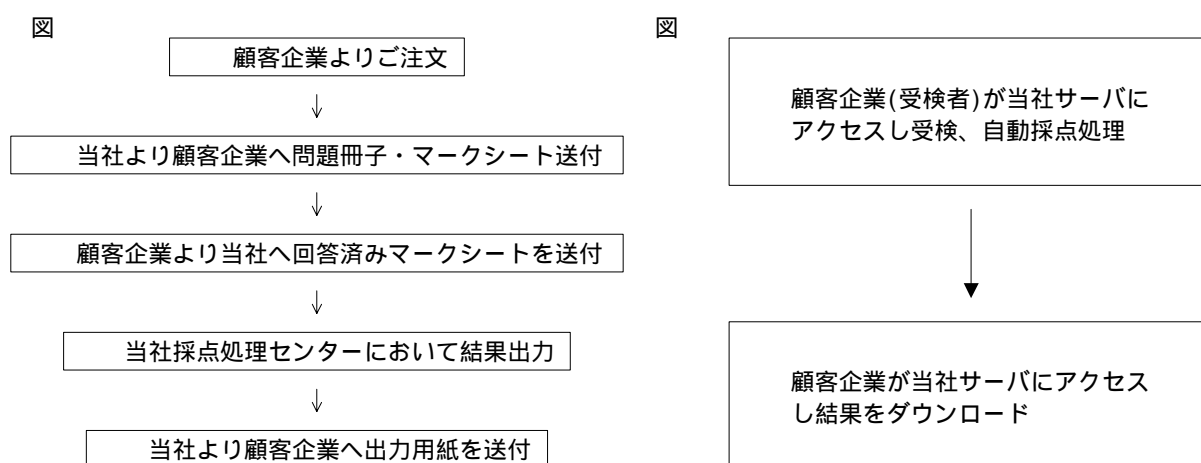 図
顧客企業よりご注文
当社より顧客企業へ問題冊子・マークシート送付
顧客企業より当社へ回答済みマークシートを送付
当社採点処理センターにおいて結果出力
当社より顧客企業へ出力用紙を送付
図
顧客企業(受検者)が当社サーバに
アクセスし受検、自動採点処理
顧客企業が当社サーバにアクセス
し結果をダウンロード